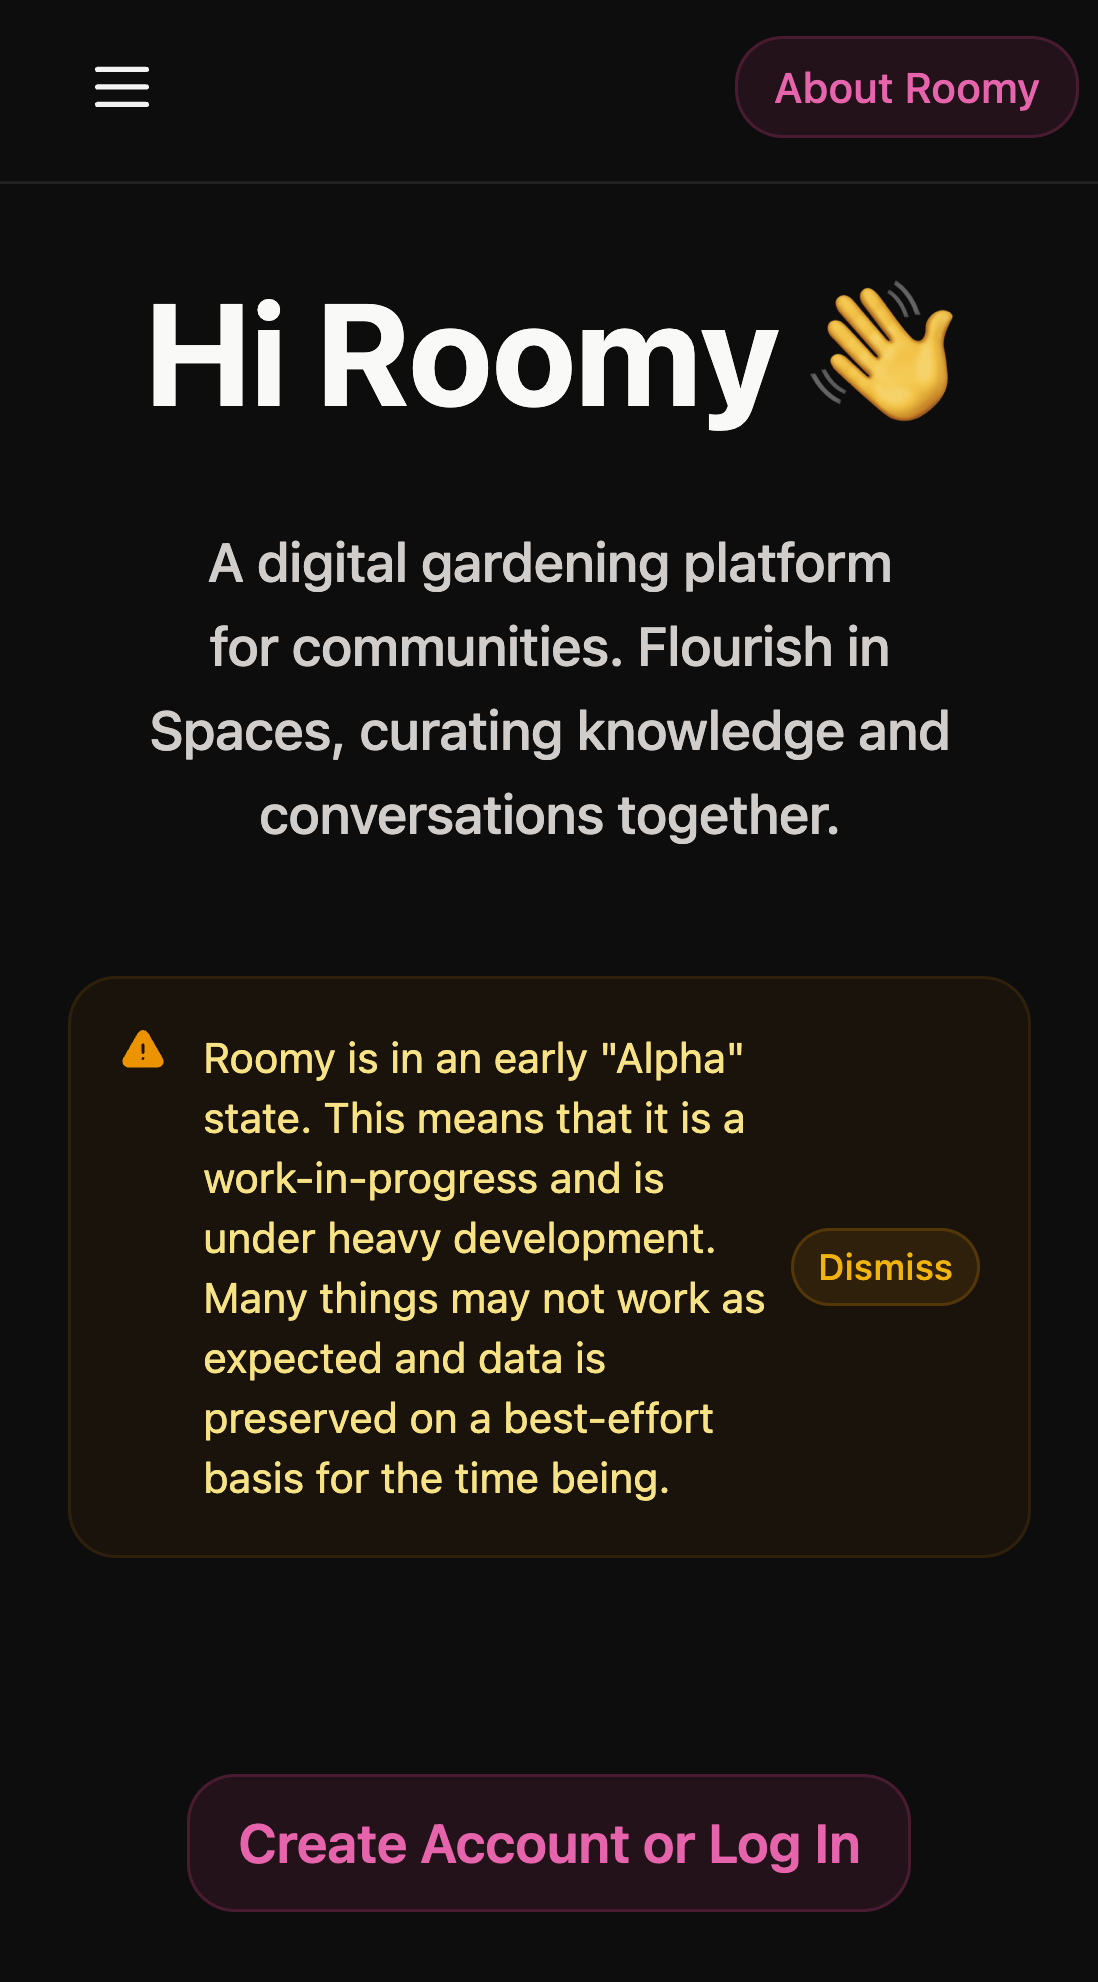 About Roomy
Hi Roomy 👋
A digital gardening platform
for communities. Flourish in
Spaces, curating knowledge and
conversations together.
Roomy is in an early "Alpha"
state. This means that it is a
work-in-progress and is
under heavy development.
Many things may not work as
expected and data is
preserved on a best-effort
basis for the time being.
Dismiss
Create Account or Log In